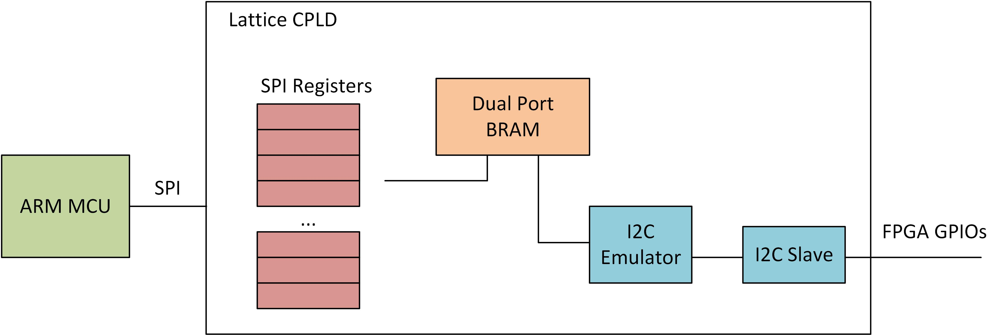 Lattice CPLD
SPI Registers
Dual Port
BRAM
SPI
ARM MCU
...
I2C
Emulator
I2C Slave
FPGA GPIOs